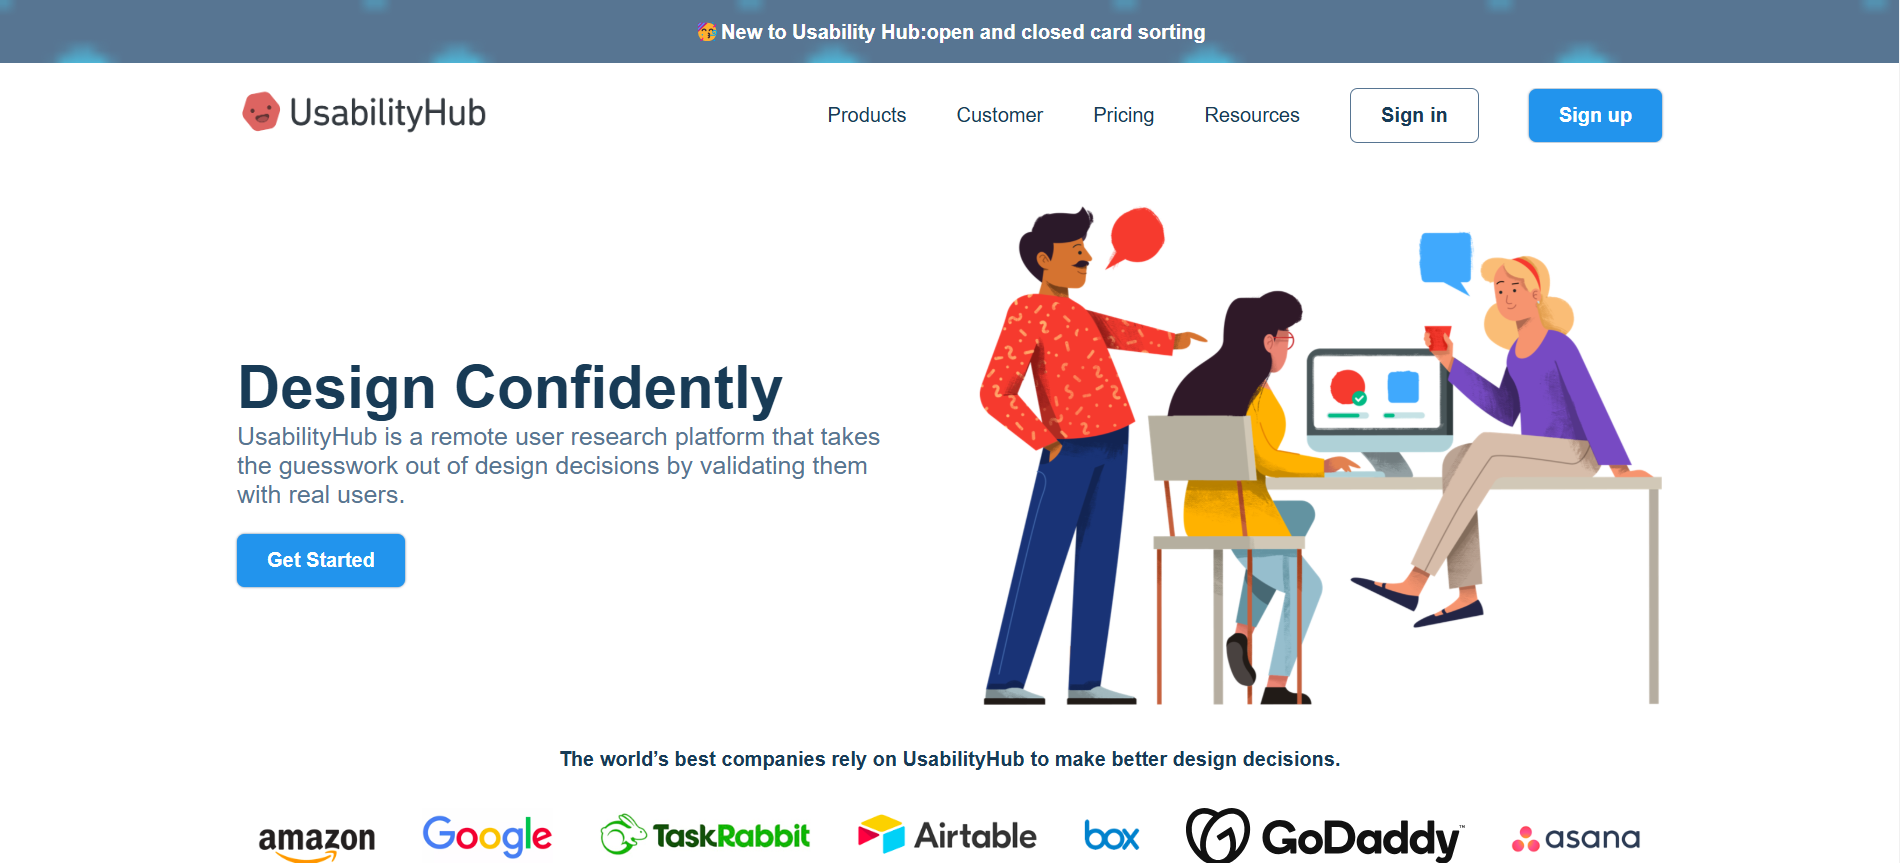 🥳 New to Usability Hub:open and closed card sorting
UsabilityHub
Products Customer Pricing Resources Sign in Sign up
Design Confidently
UsabilityHub is a remote user research platform that takes
the guesswork out of design decisions by validating them
with real users.
Get Started
The world’s best companies rely on UsabilityHub to make better design decisions.
amazon Google TaskRabbit Airtable box GoDaddy™ asana